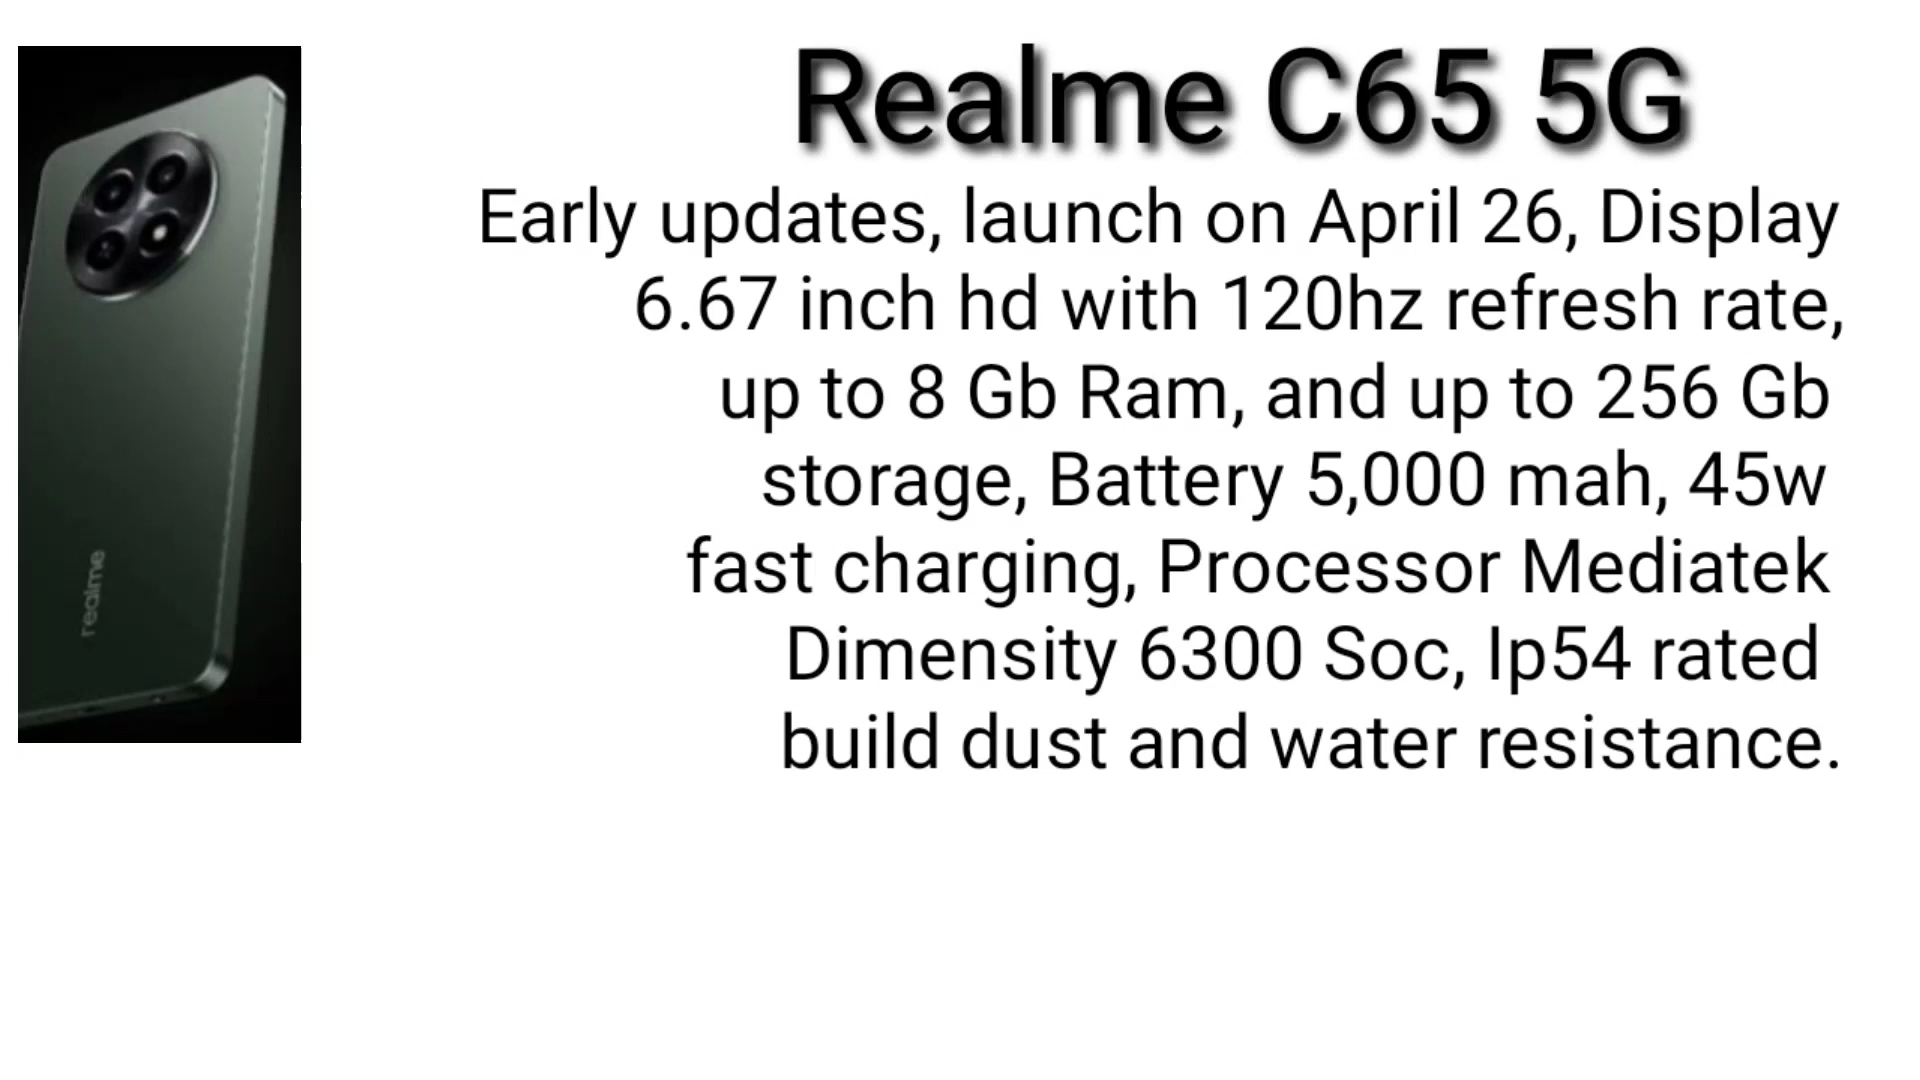 Realme C65 5G
Early updates, launch on April 26, Display
6.67 inch hd with 120hz refresh rate,
up to 8 Gb Ram, and up to 256 Gb
storage, Battery 5,000 mah, 45w
fast charging, Processor Mediatek
Dimensity 6300 Soc, Ip54 rated
build dust and water resistance.
realme